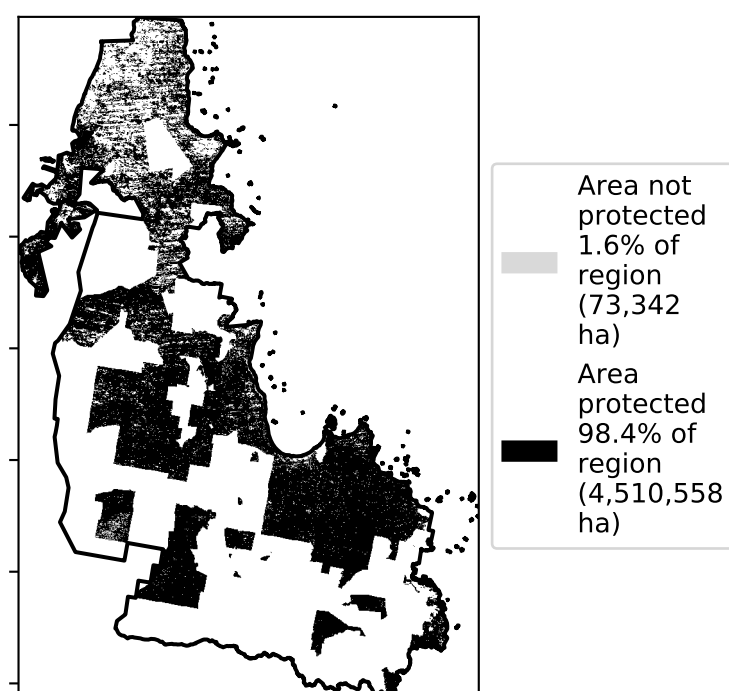 Area not
protected
1.6% of
region
(73,342
ha)
Area
protected
98.4% of
region
(4,510,558
ha)